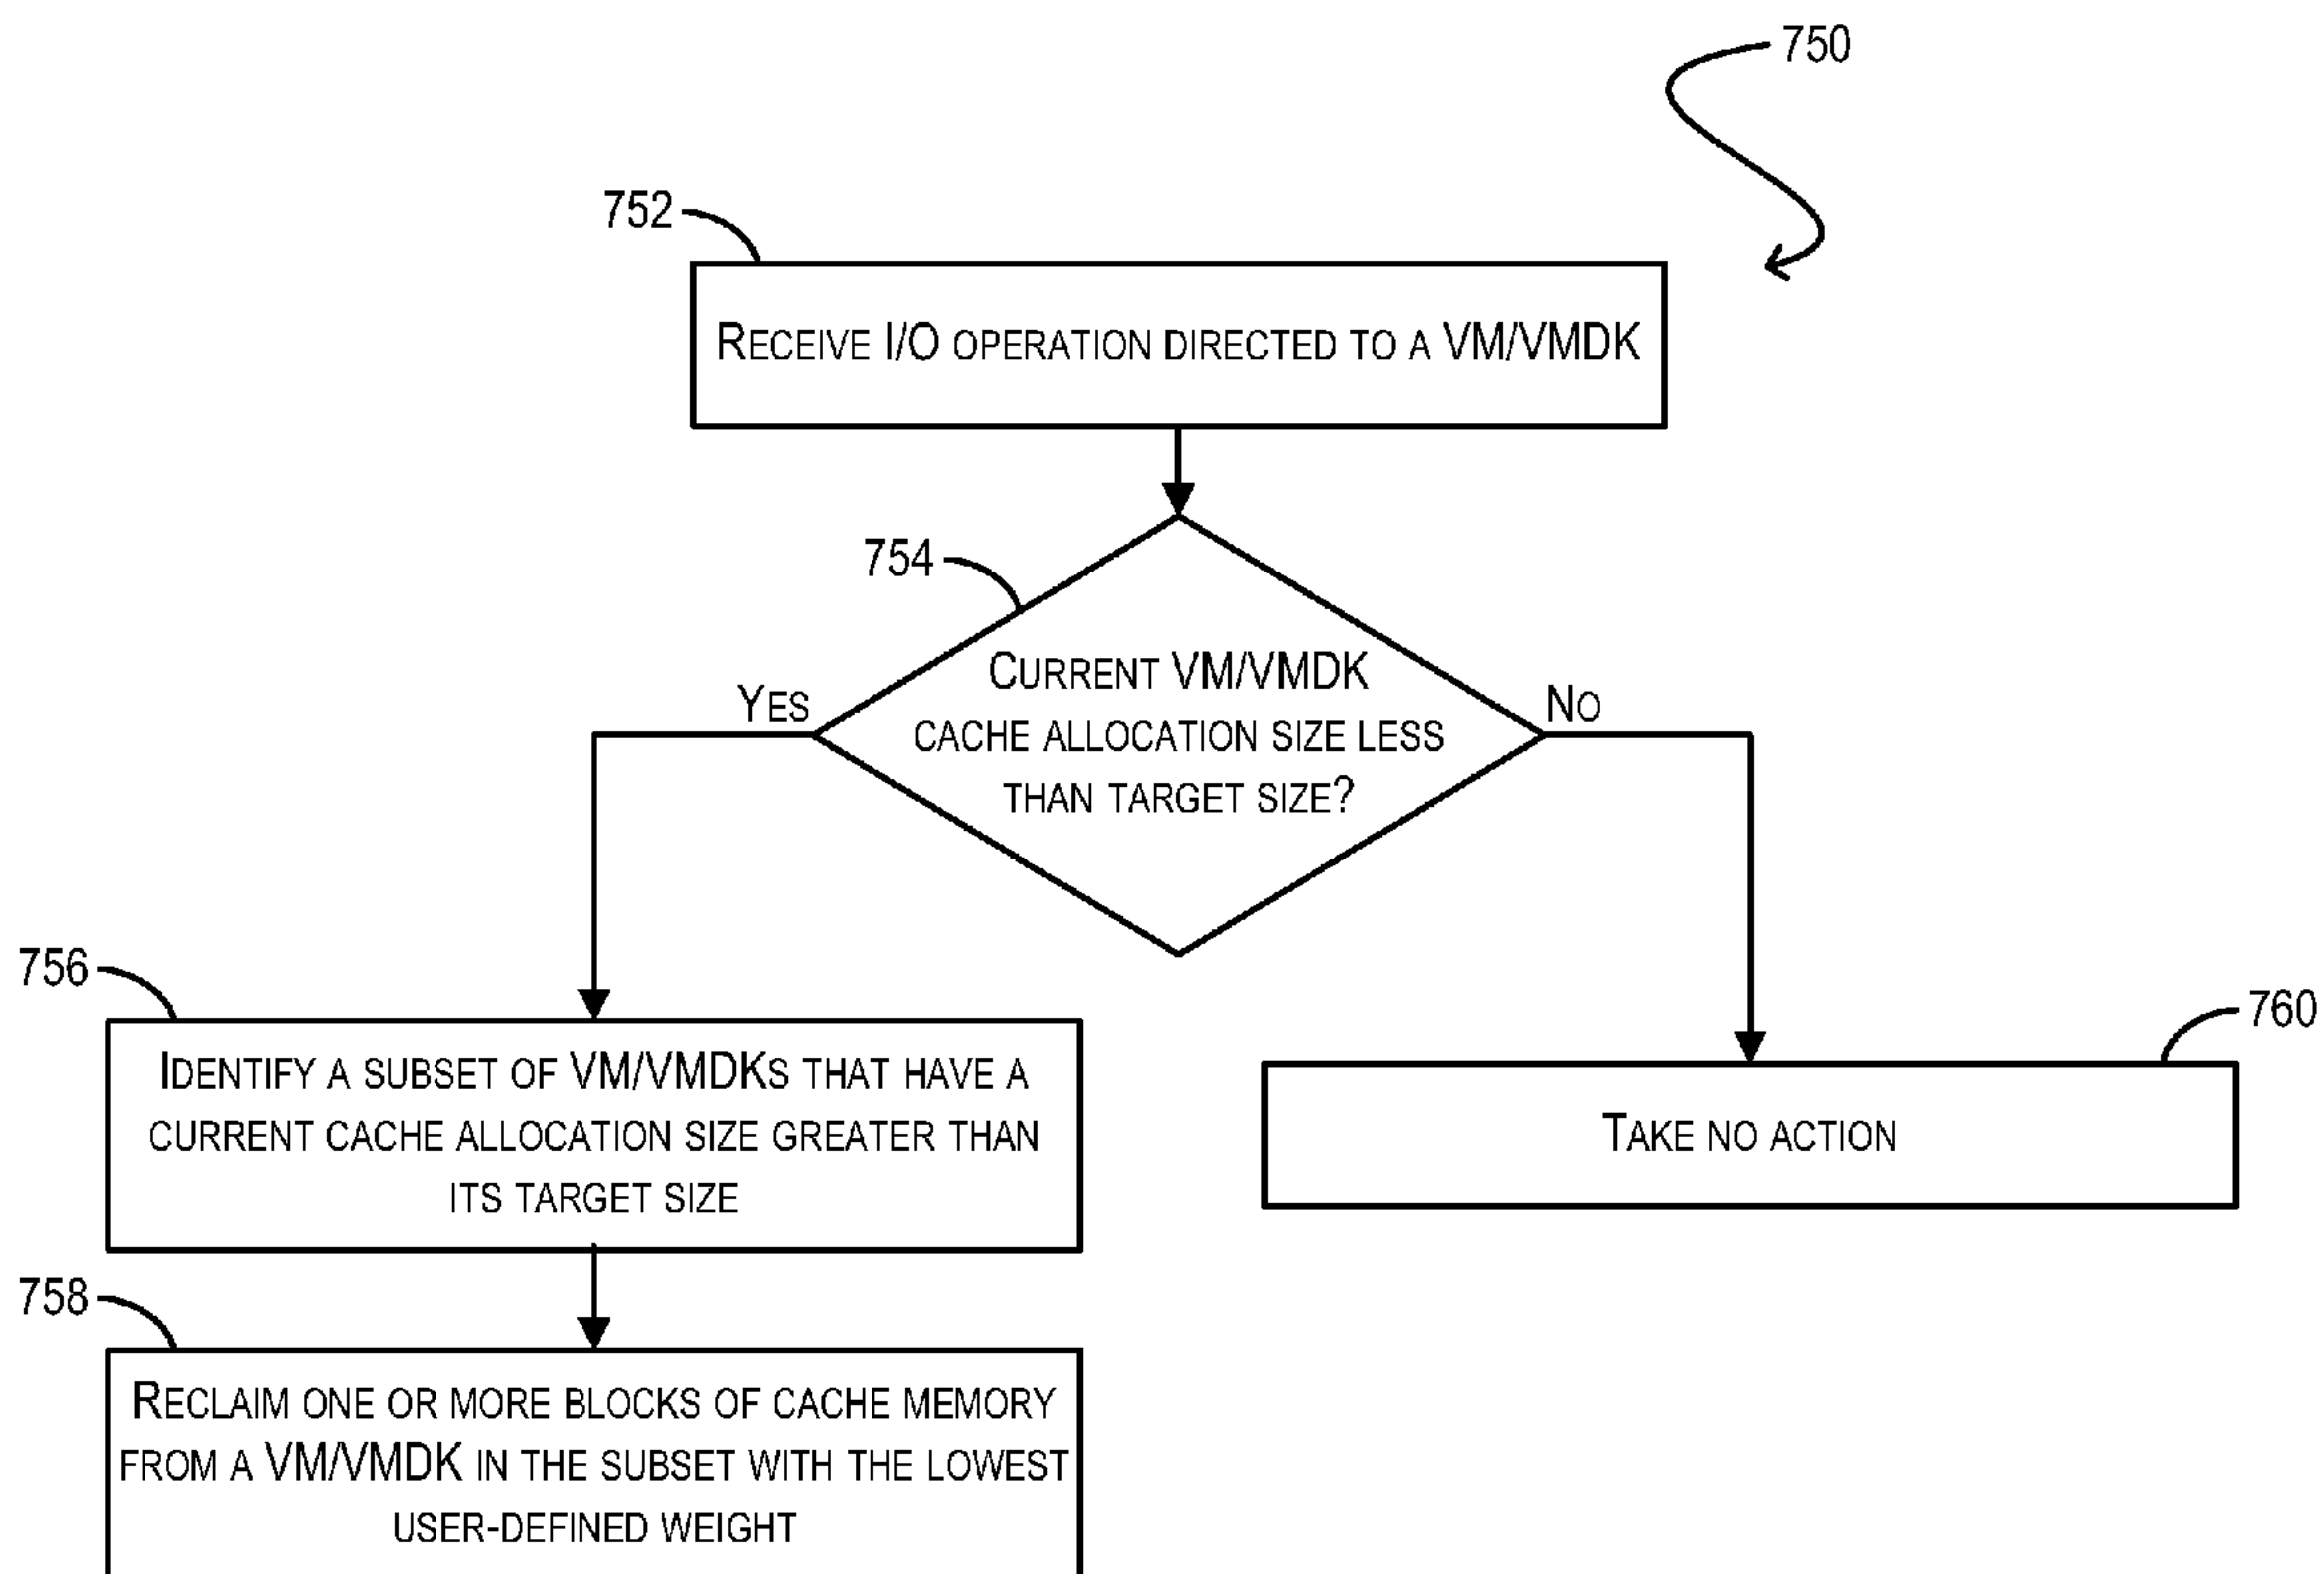 750
752
Receive I/O operation directed to a VM/VMDK
754
Current VM/VMDK
cache allocation size less
than target size?
Yes
No
756
Identify a subset of VM/VMDKs that have a
current cache allocation size greater than
its target size
760
Take no action
758
Reclaim one or more blocks of cache memory
from a VM/VMDK in the subset with the lowest
user-defined weight